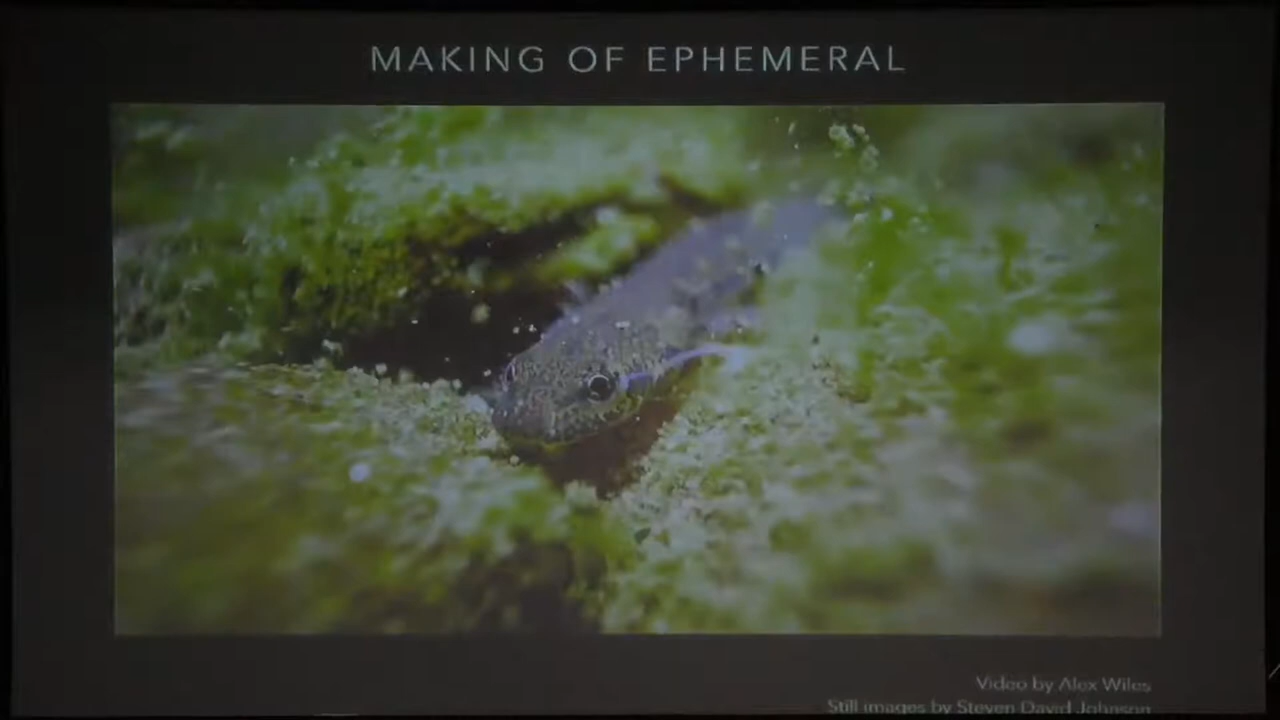 MAKING OF EPHEMERAL
Video by Alex Wiles
Still images by Steven David Johnson